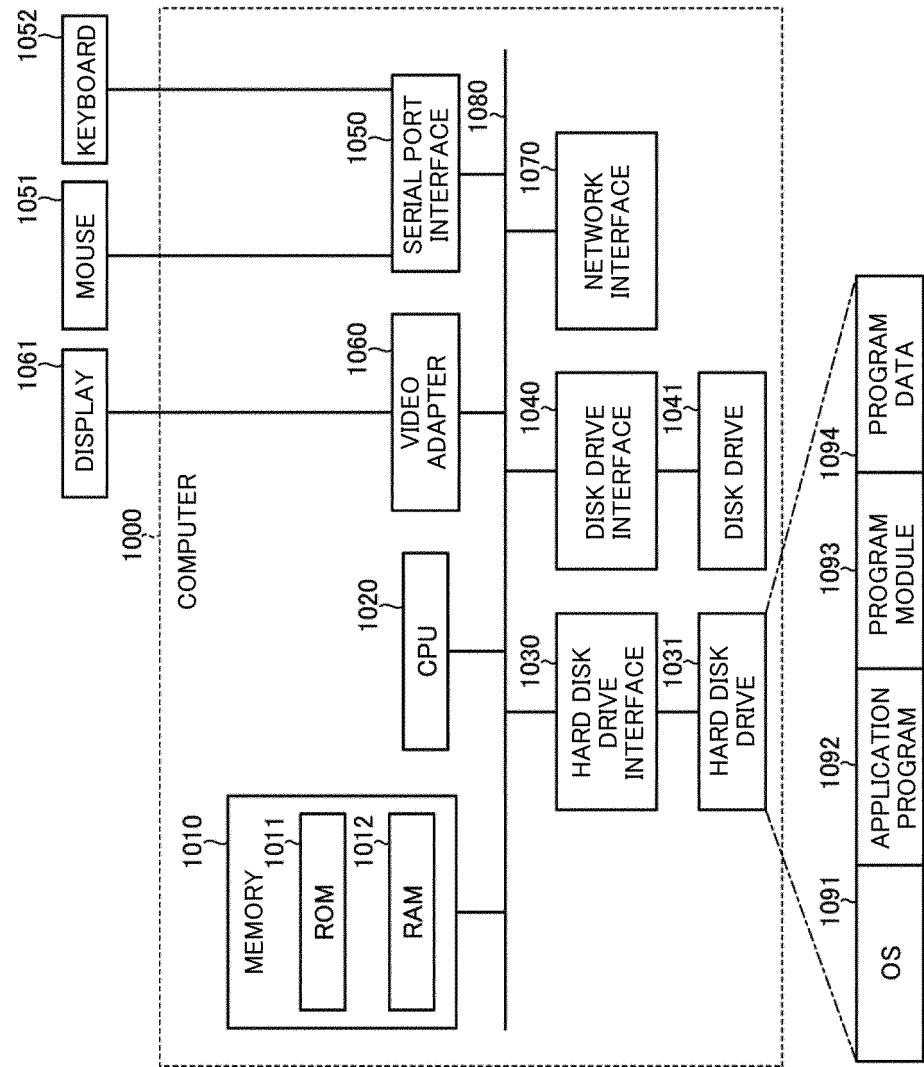 1000
COMPUTER
1010
MEMORY
1011
ROM
1012
RAM
1020
CPU
1061
DISPLAY
1051
MOUSE
1052
KEYBOARD
1060
VIDEO
ADAPTER
1050
SERIAL PORT
INTERFACE
1080
1030
HARD DISK
DRIVE
INTERFACE
1031
HARD DISK
DRIVE
1040
DISK DRIVE
INTERFACE
1041
DISK DRIVE
1070
NETWORK
INTERFACE
1091
OS
1092
APPLICATION
PROGRAM
1093
PROGRAM
MODULE
1094
PROGRAM
DATA